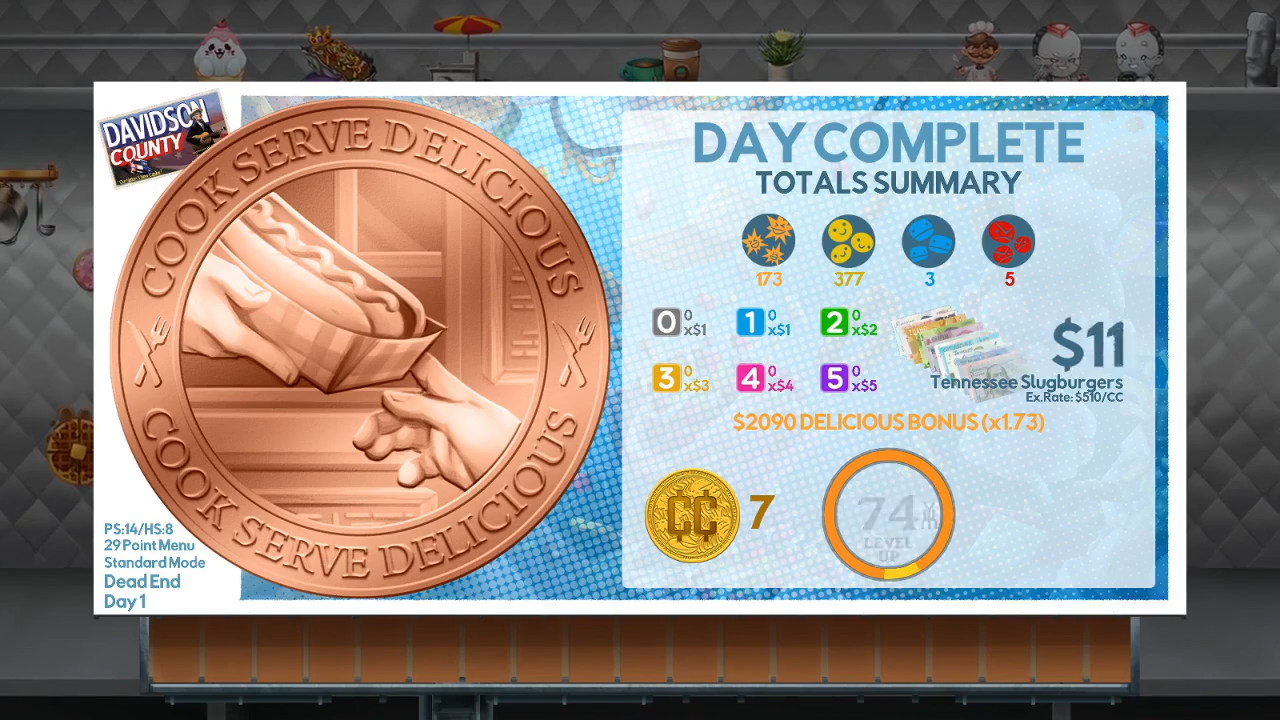 DAVIDSON
COUNTY
COOK SERVE DELICIOUS
COOK SERVE DELICIOUS
PS:14/HS:8
29 Point Menu
Standard Mode
Dead End
Day 1
DAY COMPLETE
TOTALS SUMMARY
173 377 3 5
0 0 x$1 1 0 x$1 2 0 x$2
3 0 x$3 4 0 x$4 5 0 x$5
$11
Tennessee Slugburgers
Ex.Rate: $510/CC
$2090 DELICIOUS BONUS (x1.73)
CC 7
74
LEVEL
UP